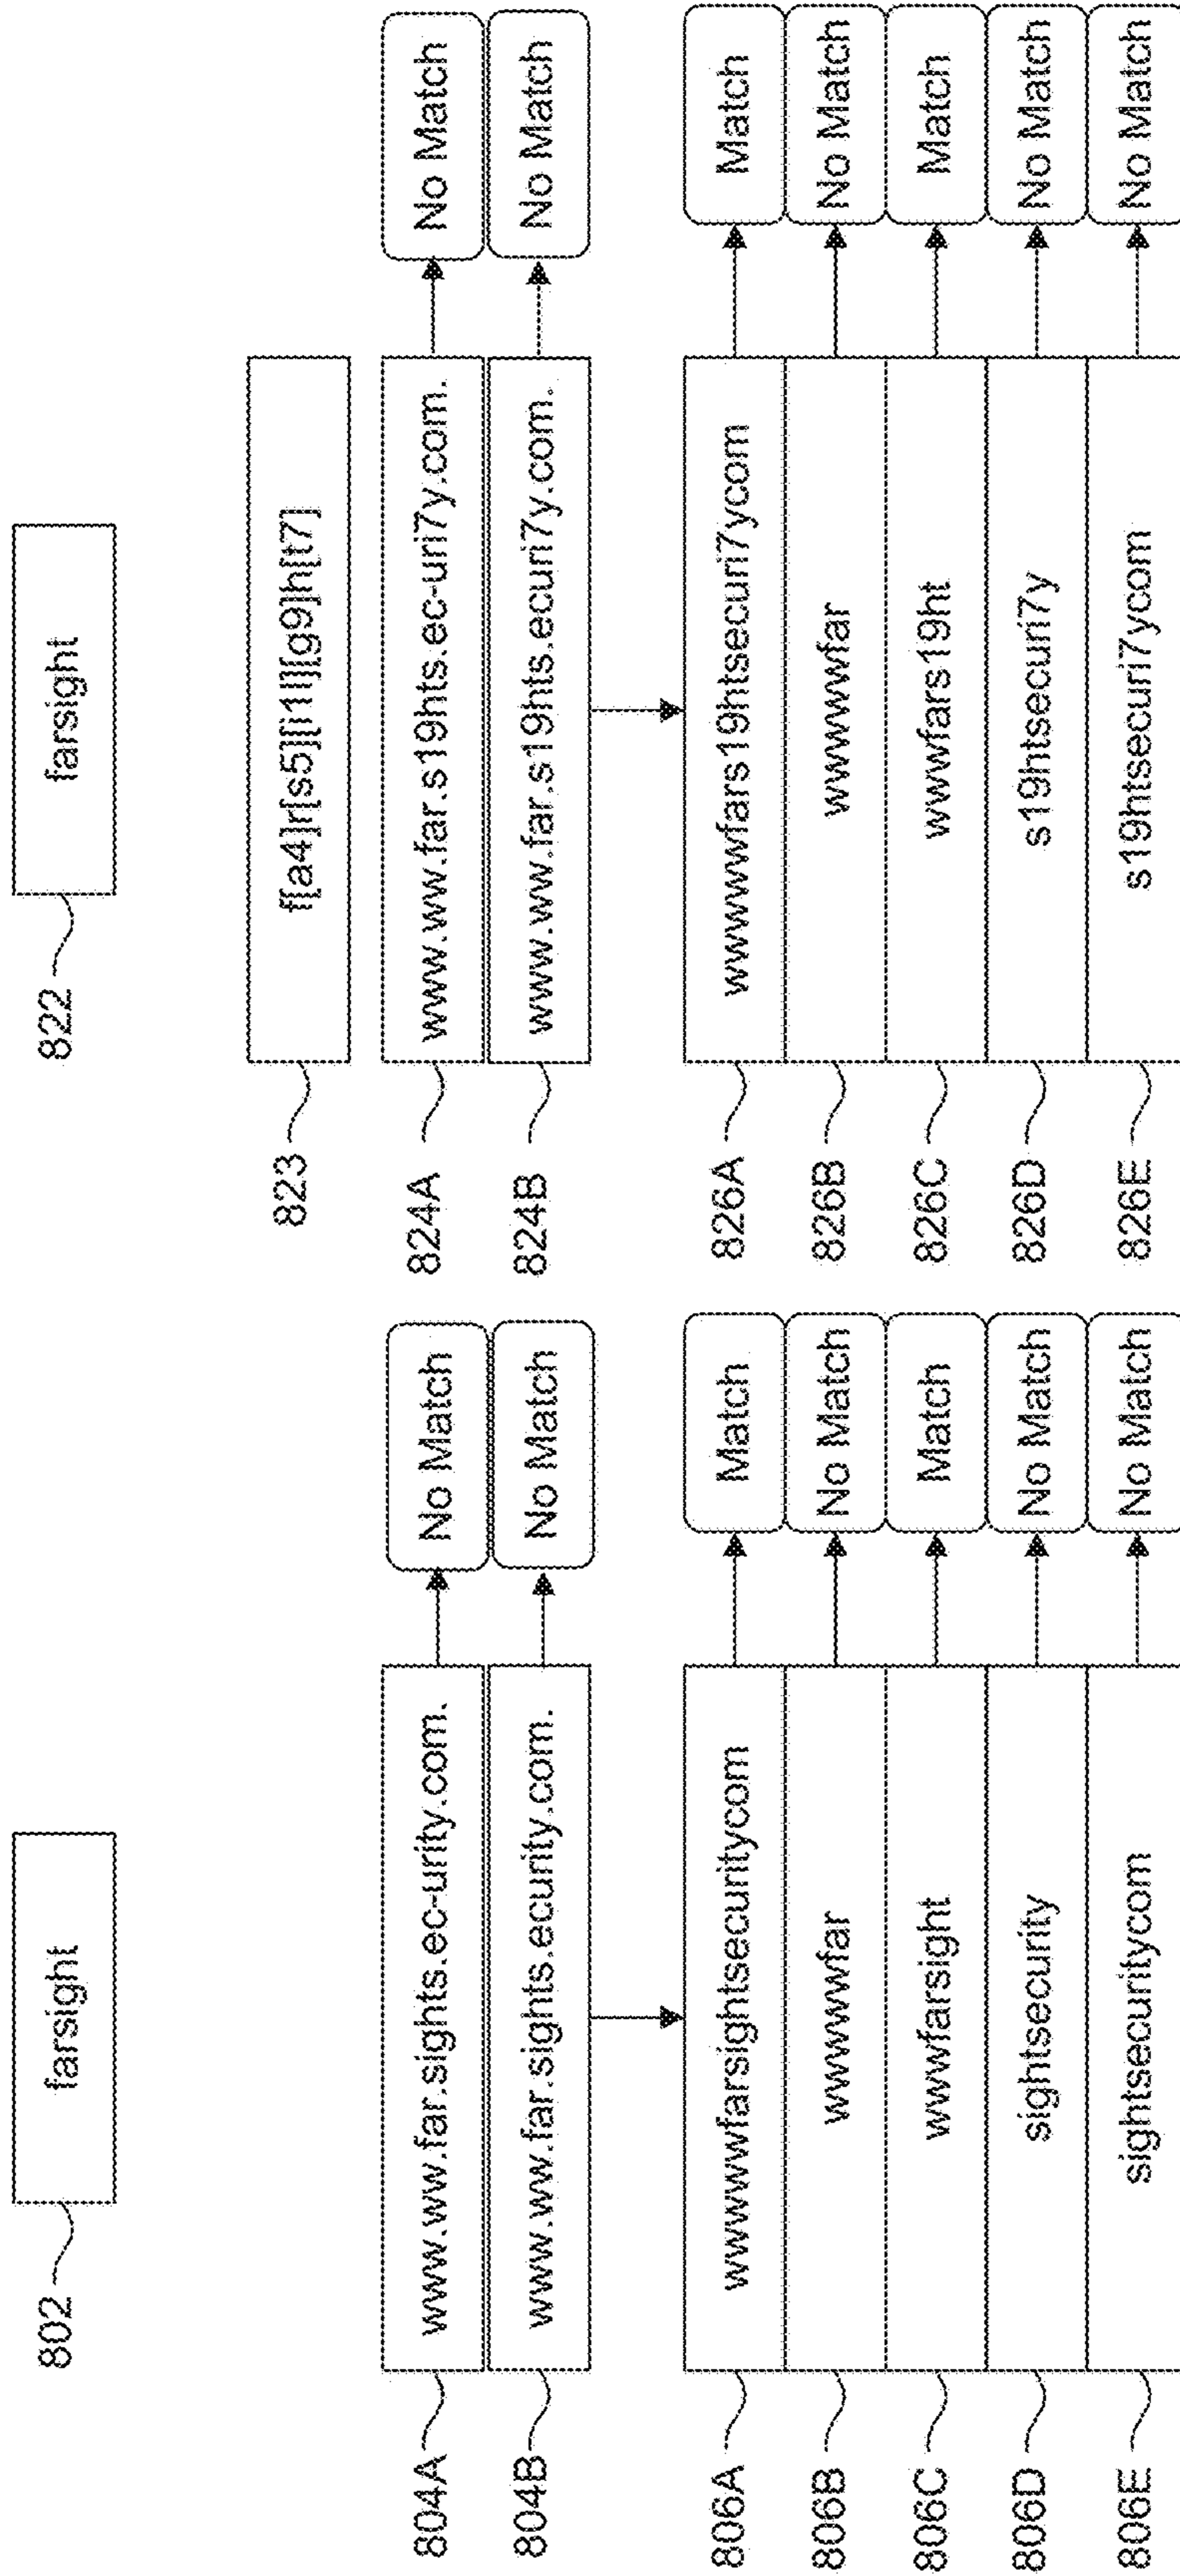 802
farsight
804A
www.ww.far.sights.ec-urity.com.
No Match
804B
www.ww.far.sights.ecurity.com.
No Match
806A
wwwwwfarsightsecuritycom
Match
806B
wwwwwfar
No Match
806C
wwfarsight
Match
806D
sightsecurity
No Match
806E
sightsecuritycom
No Match
822
farsight
823
f[a4]r[s5][i1l][g9]h[t7]
824A
www.ww.far.s19hts.ec-uri7y.com.
No Match
824B
www.ww.far.s19hts.ecuri7y.com.
No Match
826A
wwwwwfars19htsecuri7ycom
Match
826B
wwwwwfar
No Match
826C
wwfars19ht
Match
826D
s19htsecuri7y
No Match
826E
s19htsecuri7ycom
No Match